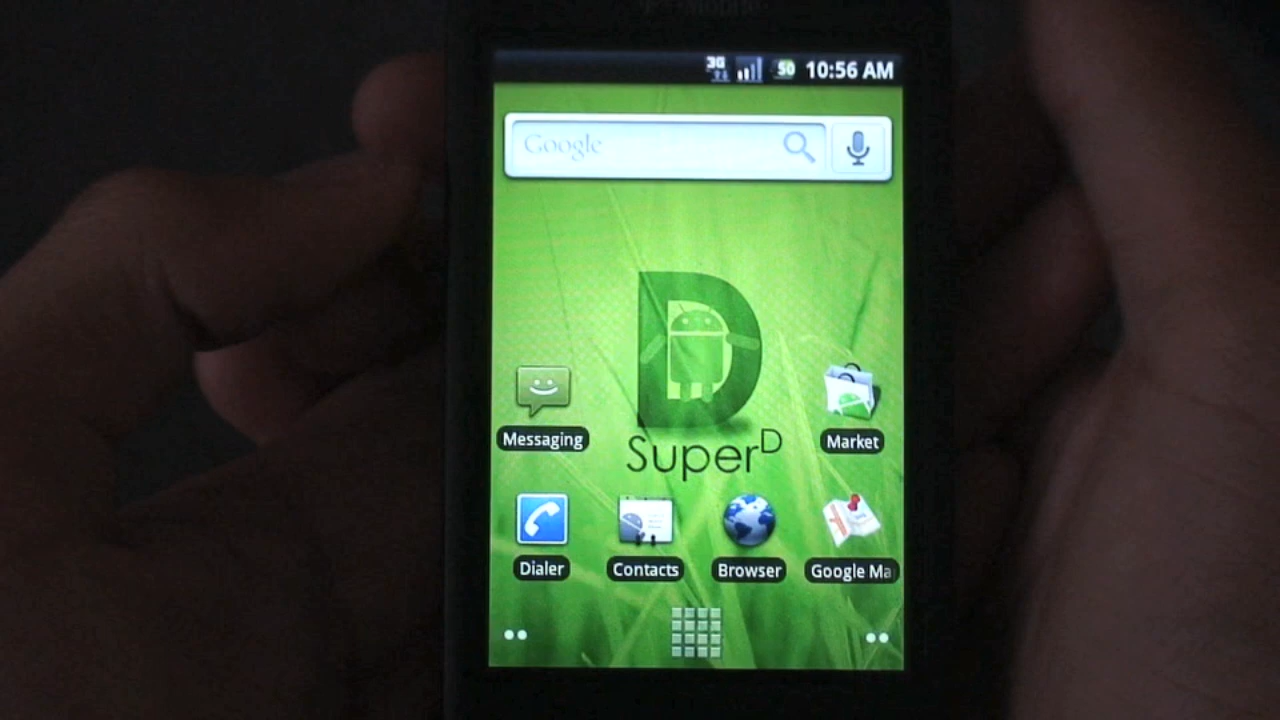 3G 50 10:56 AM
Google
D
Messaging
Market
SuperD
Dialer
Contacts
Browser
Google Ma